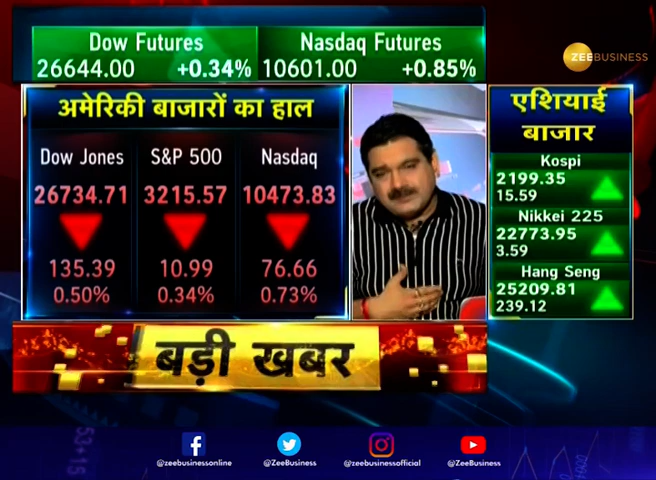 Dow Futures
26644.00 +0.34%
Nasdaq Futures
10601.00 +0.85%
ZEEBUSINESS
अमेरिकी बाजारों का हाल
Dow Jones S&P 500 Nasdaq
26734.71 3215.57 10473.83
135.39 10.99 76.66
0.50% 0.34% 0.73%
एशियाई
बाजार
Kospi
2199.35
15.59
Nikkei 225
22773.95
3.59
Hang Seng
25209.81
239.12
बड़ी खबर
@zeebusinessonline @ZeeBusiness @zeebusinessofficial @ZeeBusiness